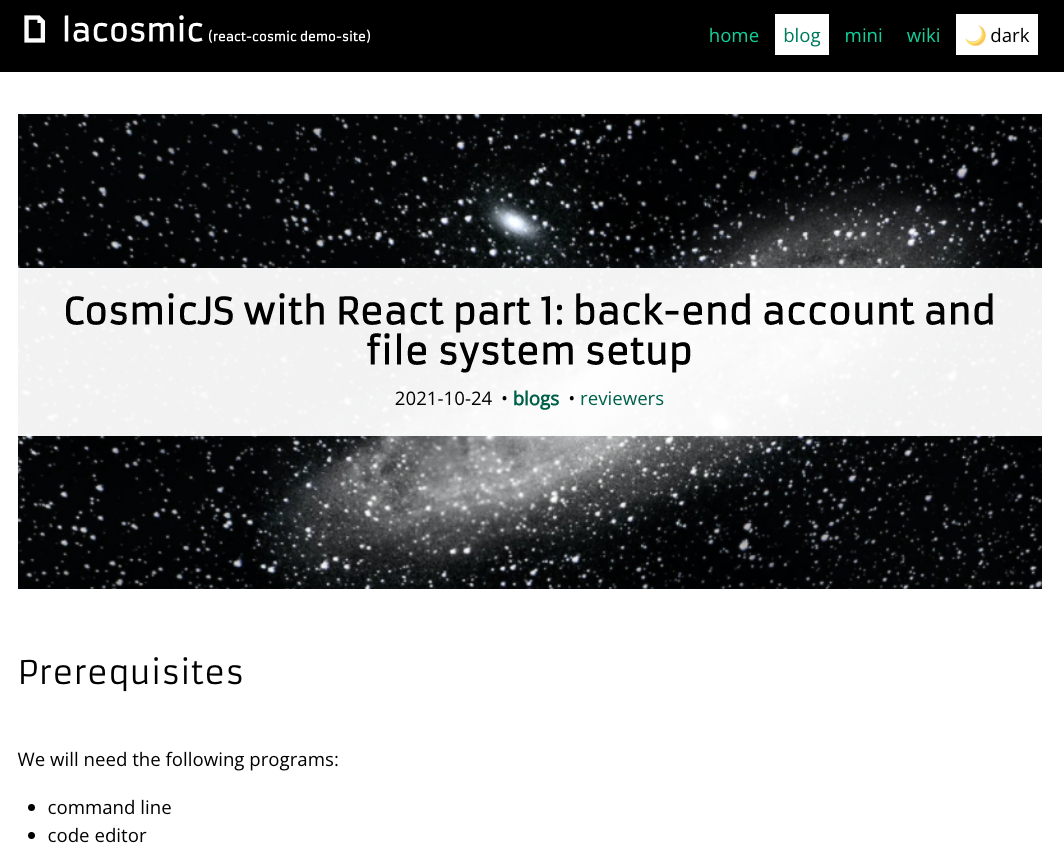 lacosmic (react-cosmic demo-site)
home blog mini wiki 🌙 dark
CosmicJS with React part 1: back-end account and
file system setup
2021-10-24 • blogs • reviewers
Prerequisites
We will need the following programs:
• command line
• code editor